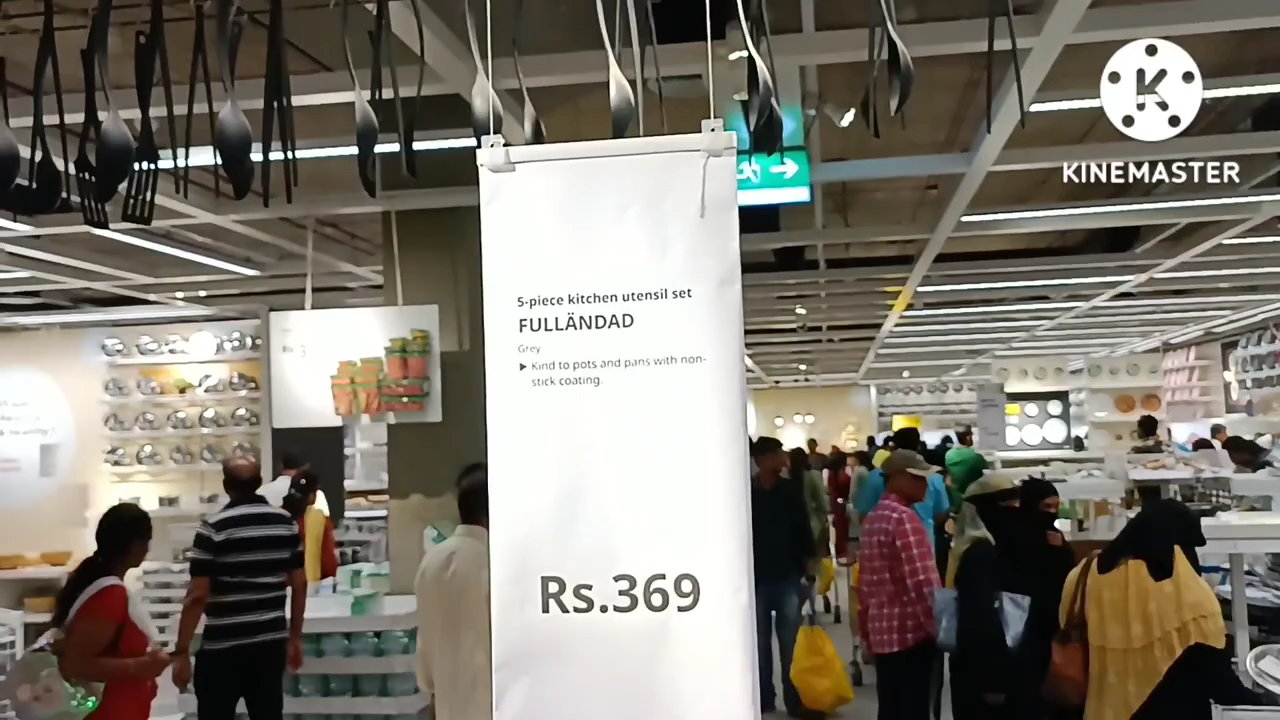 K
KINEMASTER
5-piece kitchen utensil set
FULLÄNDAD
Grey
▶ Kind to pots and pans with non-
stick coating.
Rs.369